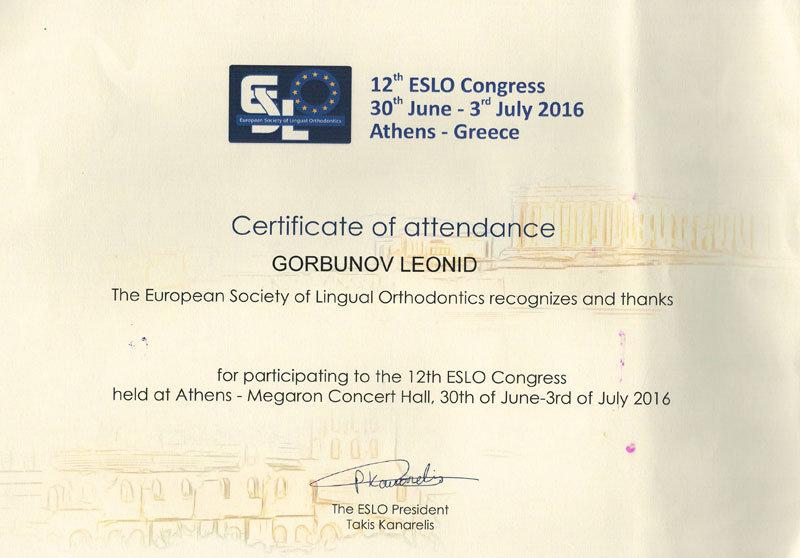 ESLO
European Society of Lingual Orthodontics
12th ESLO Congress
30th June - 3rd July 2016
Athens - Greece
Certificate of attendance
GORBUNOV LEONID
The European Society of Lingual Orthodontics recognizes and thanks
for participating to the 12th ESLO Congress
held at Athens - Megaron Concert Hall, 30th of June-3rd of July 2016
P Kanarelis
The ESLO President
Takis Kanarelis